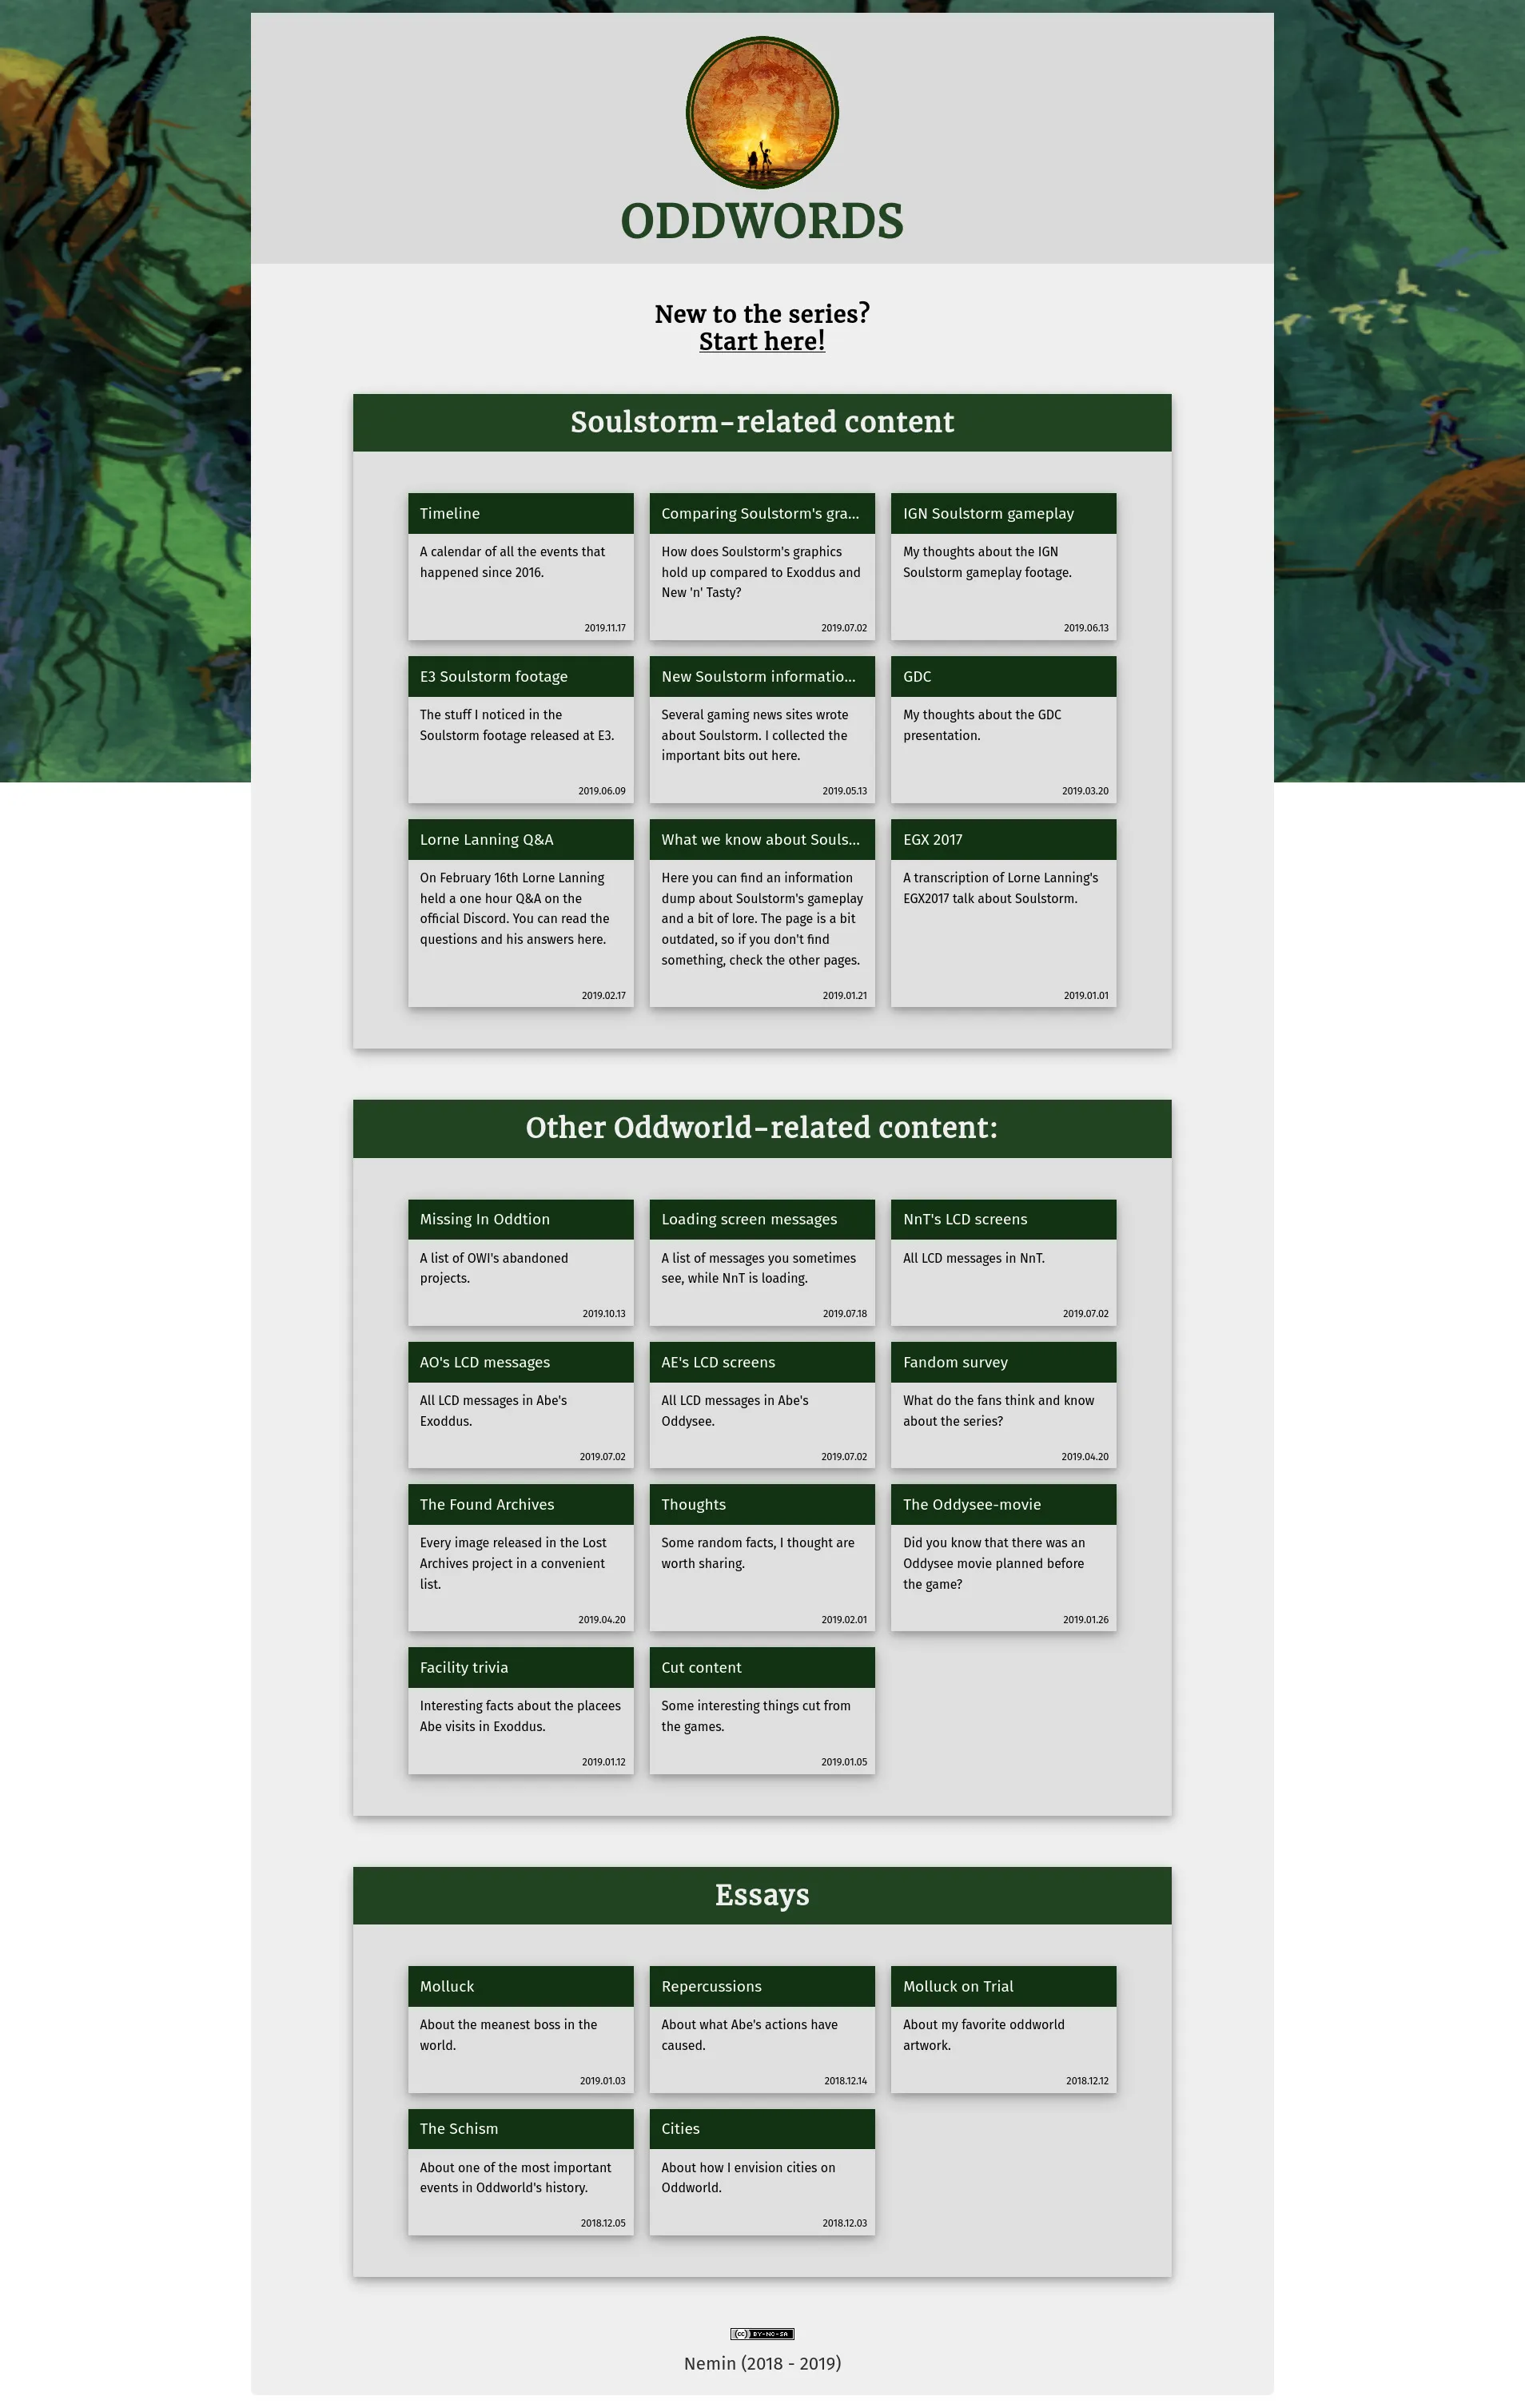 ODDWORDS
New to the series?
Start here!
Soulstorm-related content
Timeline
A calendar of all the events that
happened since 2016.
2019.11.17
Comparing Soulstorm's gra...
How does Soulstorm's graphics
hold up compared to Exoddus and
New 'n' Tasty?
2019.07.02
IGN Soulstorm gameplay
My thoughts about the IGN
Soulstorm gameplay footage.
2019.06.13
E3 Soulstorm footage
The stuff I noticed in the
Soulstorm footage released at E3.
2019.06.09
New Soulstorm informatio...
Several gaming news sites wrote
about Soulstorm. I collected the
important bits out here.
2019.05.13
GDC
My thoughts about the GDC
presentation.
2019.03.20
Lorne Lanning Q&A
On February 16th Lorne Lanning
held a one hour Q&A on the
official Discord. You can read the
questions and his answers here.
2019.02.17
What we know about Souls...
Here you can find an information
dump about Soulstorm's gameplay
and a bit of lore. The page is a bit
outdated, so if you don't find
something, check the other pages.
2019.01.21
EGX 2017
A transcription of Lorne Lanning's
EGX2017 talk about Soulstorm.
2019.01.01
Other Oddworld-related content:
Missing In Oddtion
A list of OWI's abandoned
projects.
2019.10.13
Loading screen messages
A list of messages you sometimes
see, while NnT is loading.
2019.07.18
NnT's LCD screens
All LCD messages in NnT.
2019.07.02
AO's LCD messages
All LCD messages in Abe's
Exoddus.
2019.07.02
AE's LCD screens
All LCD messages in Abe's
Oddysee.
2019.07.02
Fandom survey
What do the fans think and know
about the series?
2019.04.20
The Found Archives
Every image released in the Lost
Archives project in a convenient
list.
2019.04.20
Thoughts
Some random facts, I thought are
worth sharing.
2019.02.01
The Oddysee-movie
Did you know that there was an
Oddysee movie planned before
the game?
2019.01.26
Facility trivia
Interesting facts about the placees
Abe visits in Exoddus.
2019.01.12
Cut content
Some interesting things cut from
the games.
2019.01.05
Essays
Molluck
About the meanest boss in the
world.
2019.01.03
Repercussions
About what Abe's actions have
caused.
2018.12.14
Molluck on Trial
About my favorite oddworld
artwork.
2018.12.12
The Schism
About one of the most important
events in Oddworld's history.
2018.12.05
Cities
About how I envision cities on
Oddworld.
2018.12.03
cc BY-NC-SA
Nemin (2018 - 2019)